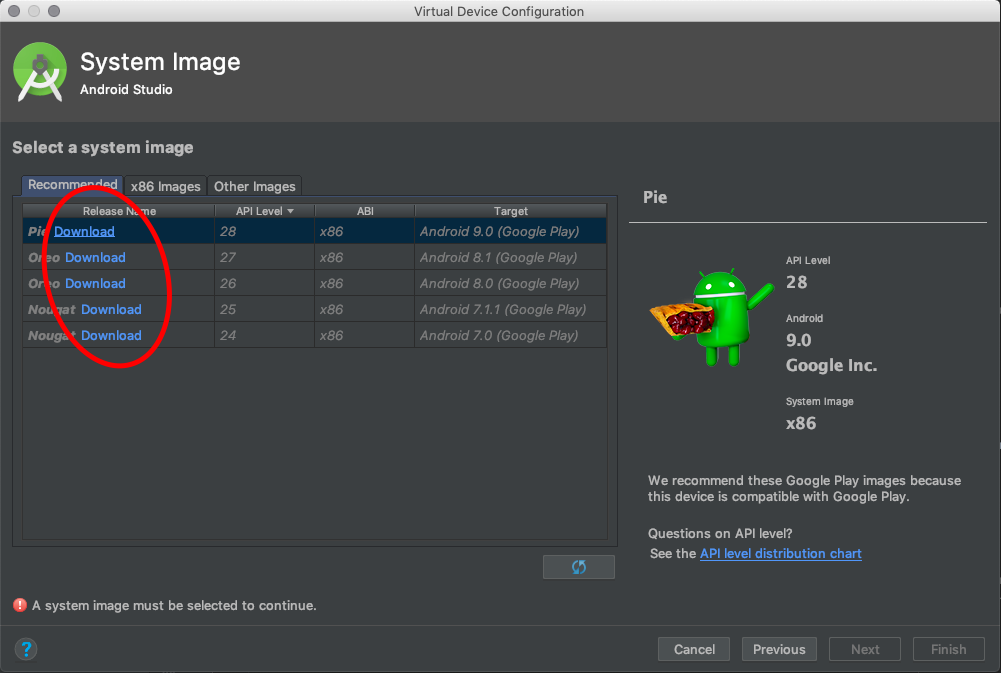 Virtual Device Configuration
System Image
Android Studio
Select a system image
Recommended x86 Images Other Images
Release Name API Level ABI Target
Pie Download 28 x86 Android 9.0 (Google Play)
Oreo Download 27 x86 Android 8.1 (Google Play)
Oreo Download 26 x86 Android 8.0 (Google Play)
Nougat Download 25 x86 Android 7.1.1 (Google Play)
Nougat Download 24 x86 Android 7.0 (Google Play)
Pie
API Level
28
Android
9.0
Google Inc.
System Image
x86
We recommend these Google Play images because
this device is compatible with Google Play.
Questions on API level?
See the API level distribution chart
! A system image must be selected to continue.
? Cancel Previous Next Finish